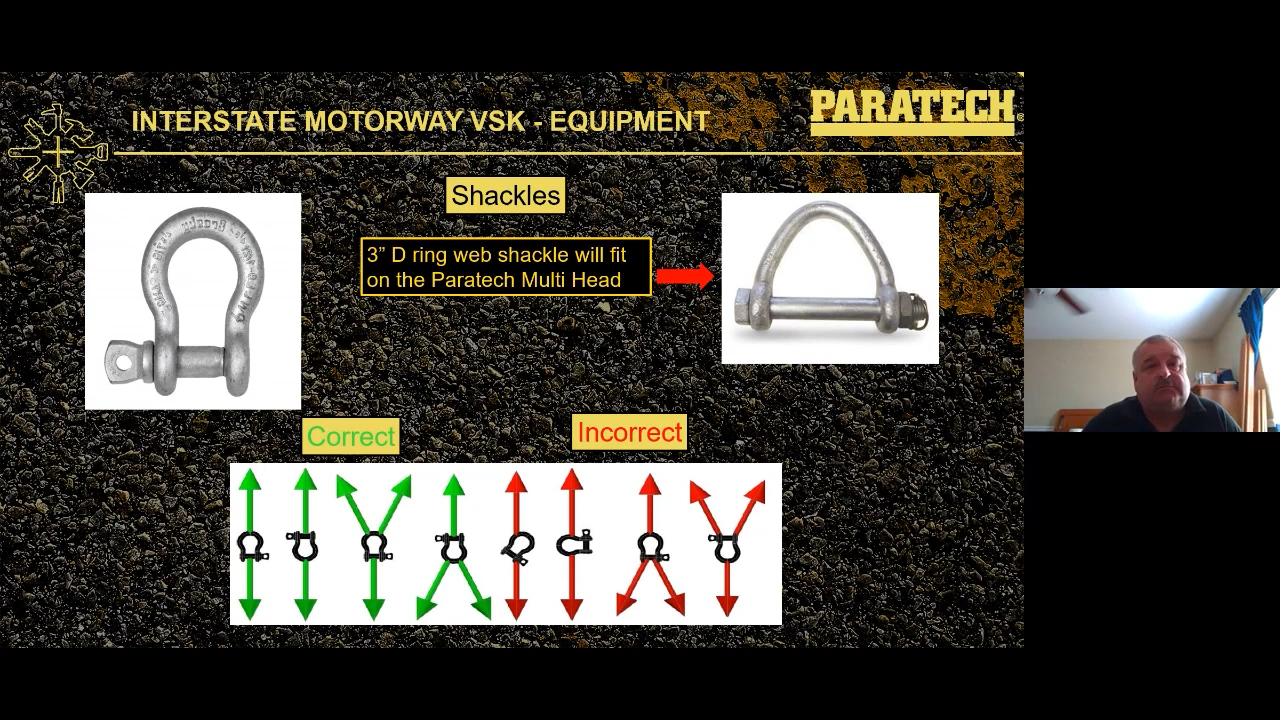 INTERSTATE MOTORWAY VSK - EQUIPMENT
PARATECH®
Shackles
3” D ring web shackle will fit
on the Paratech Multi Head
Correct
Incorrect